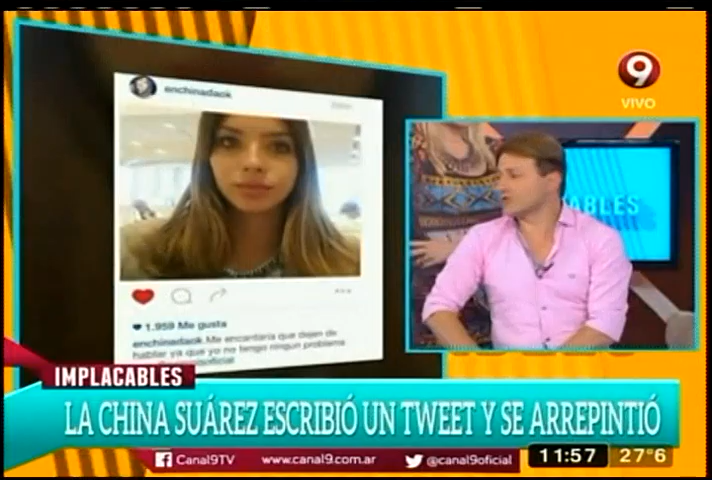 enchinadaok
9
VIVO
ABLES
1.959 Me gusta
enchinadaok Me encantaria que dejen de
hablar ya que yo no tengo ningun problema
oficial
IMPLACABLES
LA CHINA SUÁREZ ESCRIBIÓ UN TWEET Y SE ARREPINTIÓ
Canal9TV
www.canal9.com.ar
@canal9oficial
11:57
27°6